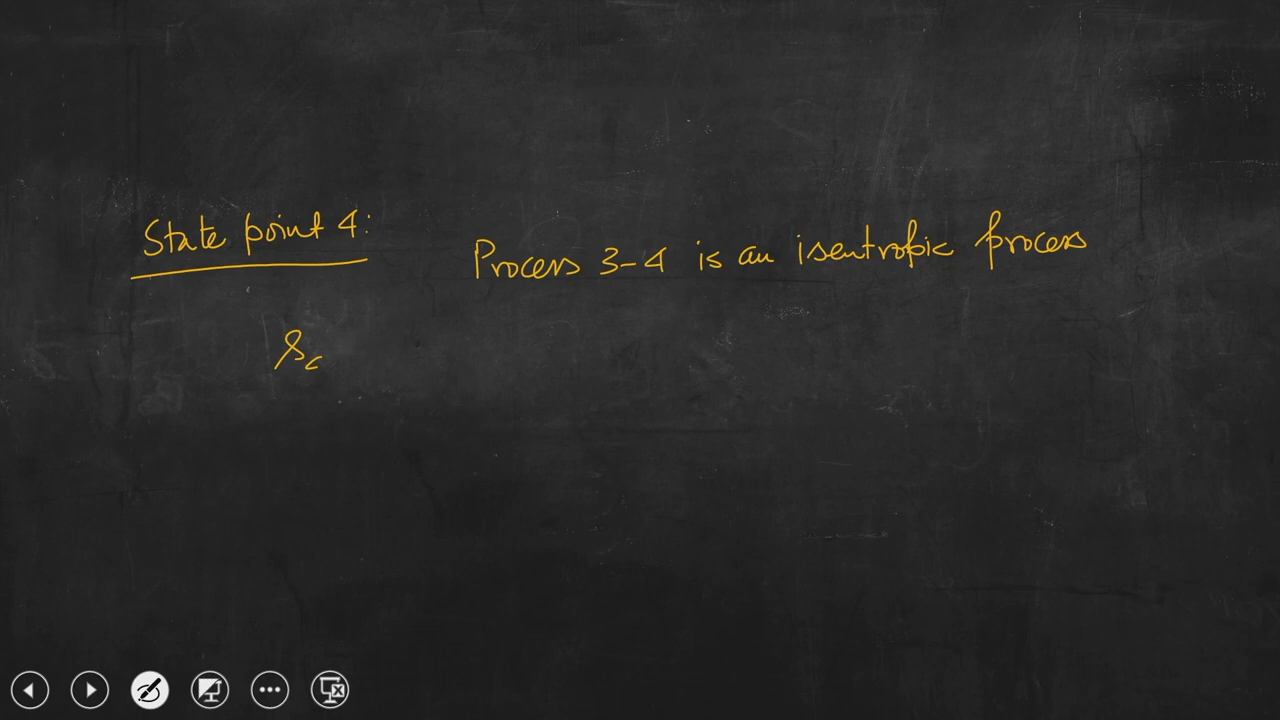 State point 4:
Process 3-4 is an isentropic process